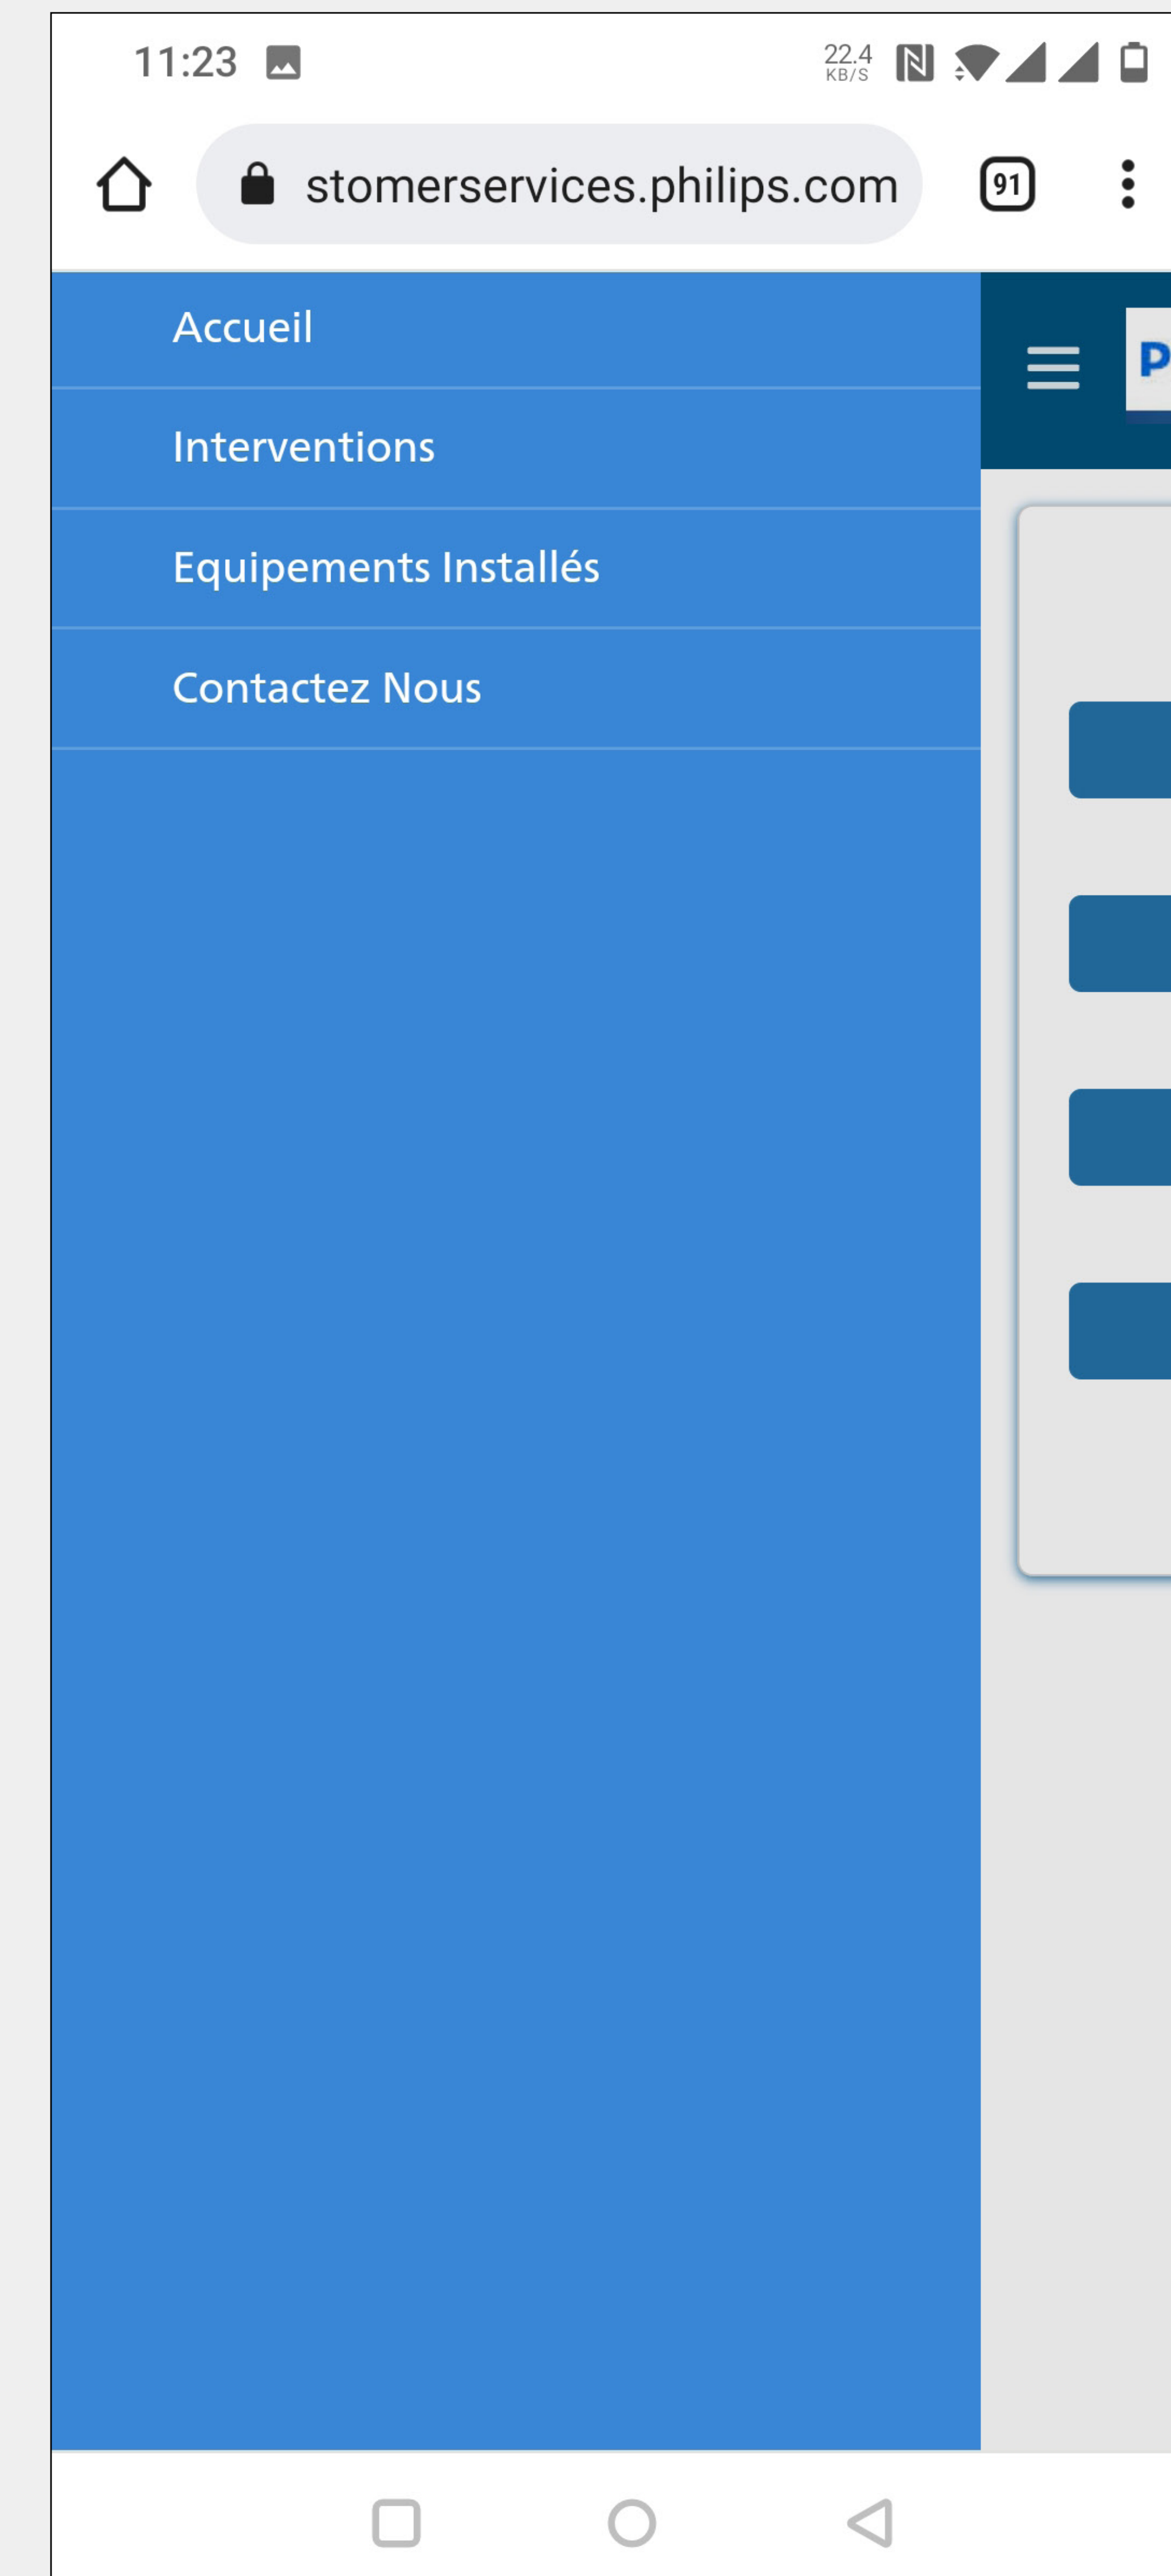 11:23
22.4
KB/S
stomerservices.philips.com
91
Accueil
P
Interventions
Equipements Installés
Contactez Nous